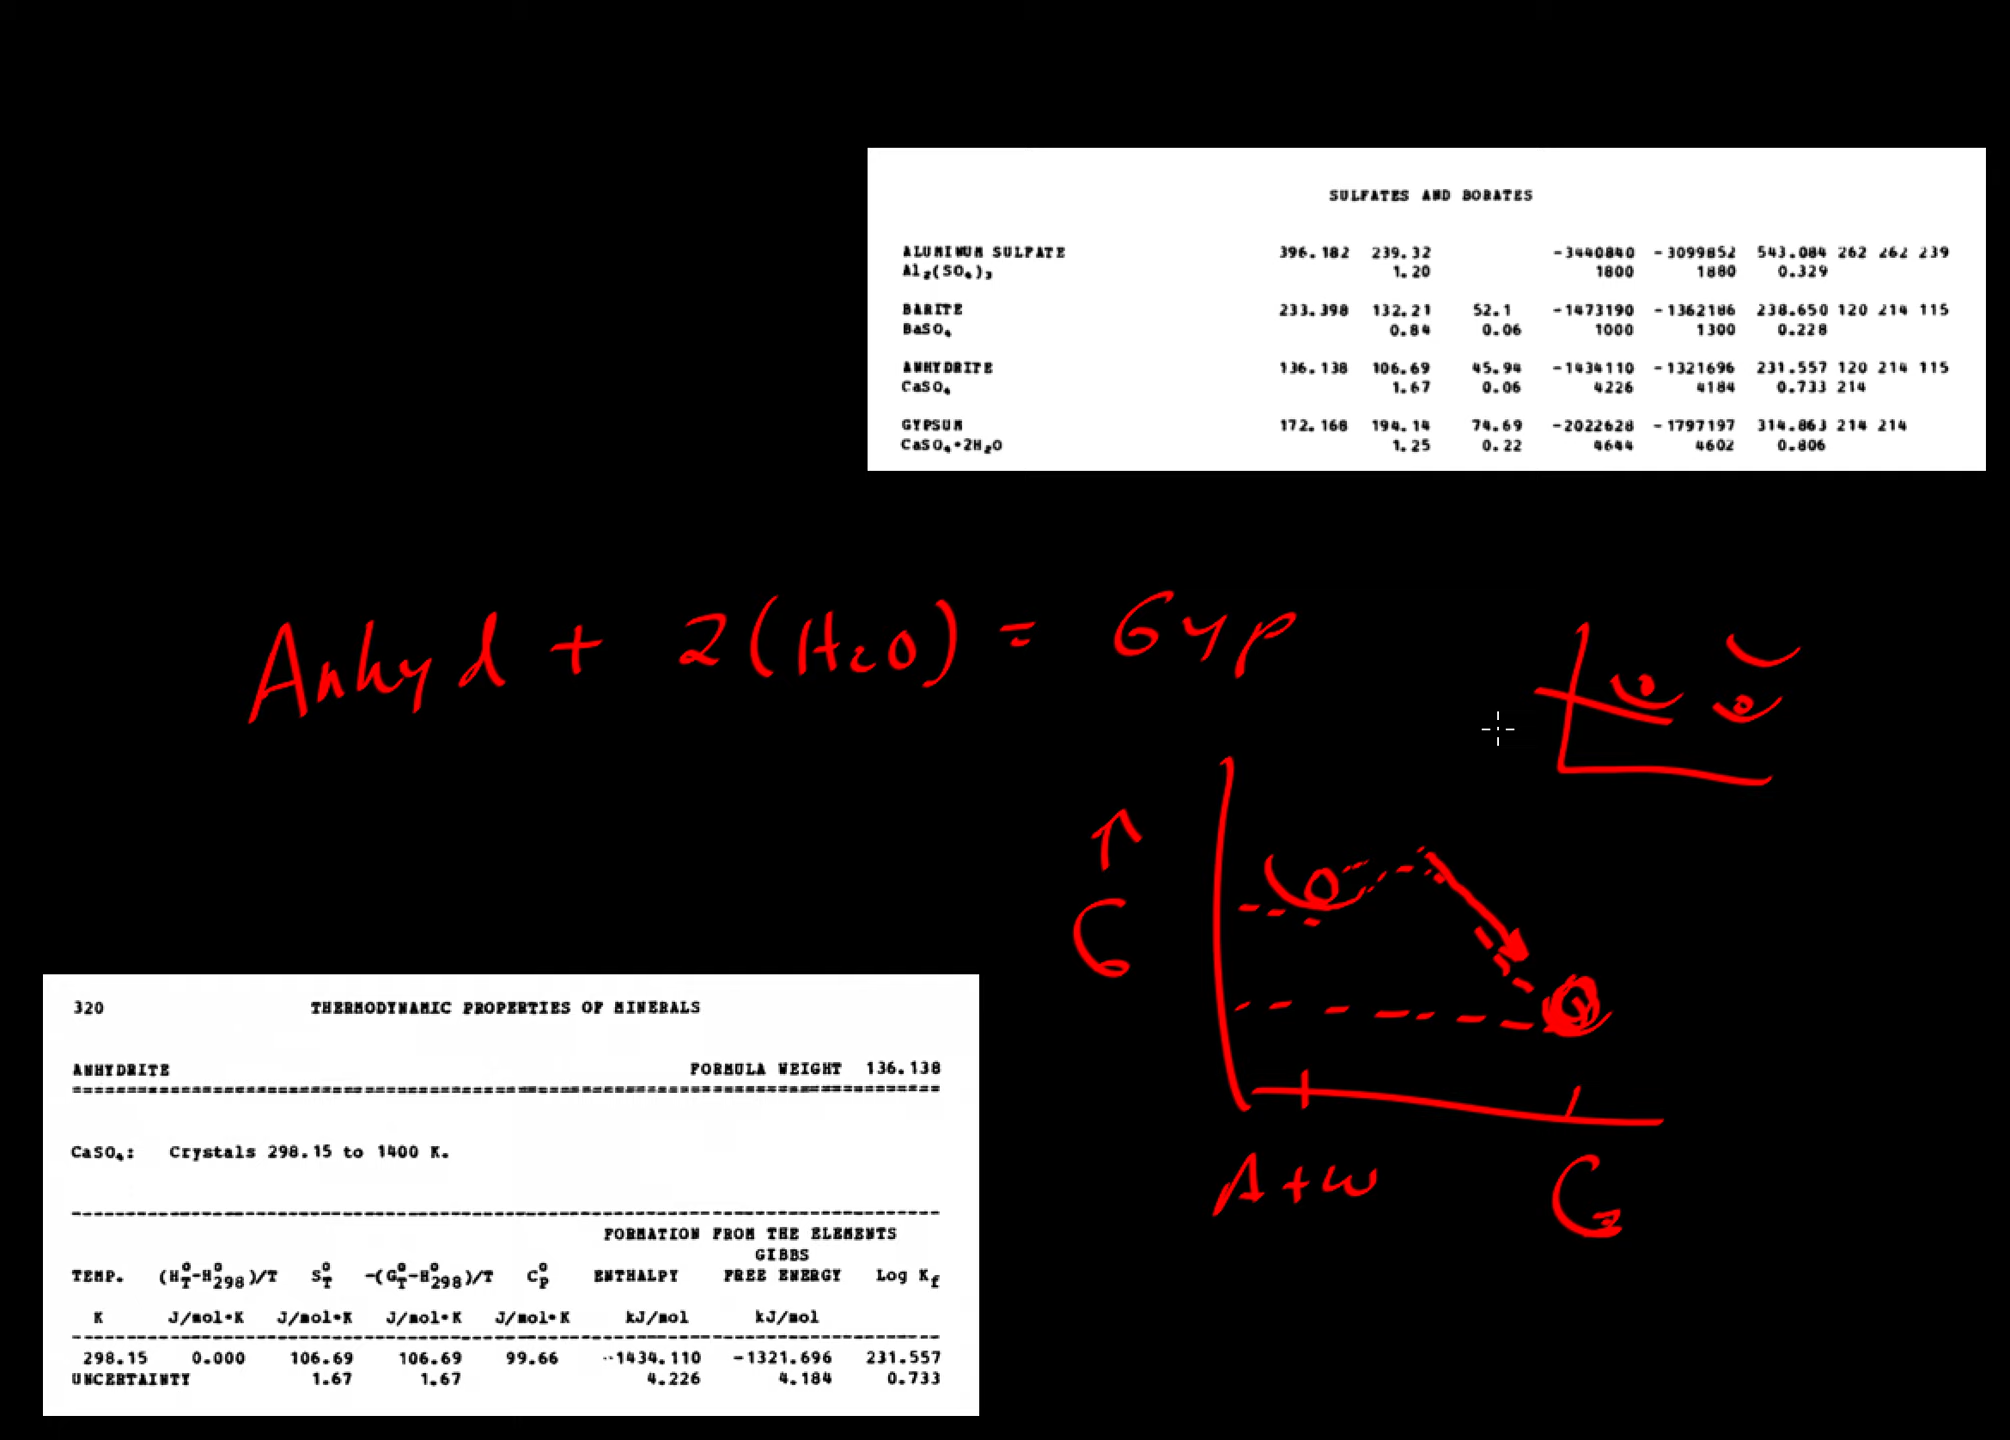 SULFATES AND BORATES
ALUMINUM SULFATE 396.182 239.32 -3440840 -3099852 543.084 262 262 239
Al₂(SO₄)₃ 1.20 1800 1880 0.329
BARITE 233.398 132.21 52.1 -1473190 -1362186 238.650 120 214 115
BaSO₄ 0.84 0.06 1000 1300 0.228
ANHYDRITE 136.138 106.69 45.94 -1434110 -1321696 231.557 120 214 115
CaSO₄ 1.67 0.06 4226 4184 0.733 214
GYPSUM 172.168 194.14 74.69 -2022628 -1797197 314.863 214 214
CaSO₄·2H₂O 1.25 0.22 4644 4602 0.806
Anhyd + 2(H₂O) = Gyp
↑
G
A+W
G
320 THERMODYNAMIC PROPERTIES OF MINERALS
ANHYDRITE FORMULA WEIGHT 136.138
CaSO₄: Crystals 298.15 to 1400 K.
FORMATION FROM THE ELEMENTS
GIBBS
TEMP. (H°T-H°298)/T S°T -(G°T-H°298)/T C°p ENTHALPY FREE ENERGY Log Kf
K J/mol·K J/mol·K J/mol·K J/mol·K kJ/mol kJ/mol
298.15 0.000 106.69 106.69 99.66 -1434.110 -1321.696 231.557
UNCERTAINTY 1.67 1.67 4.226 4.184 0.733